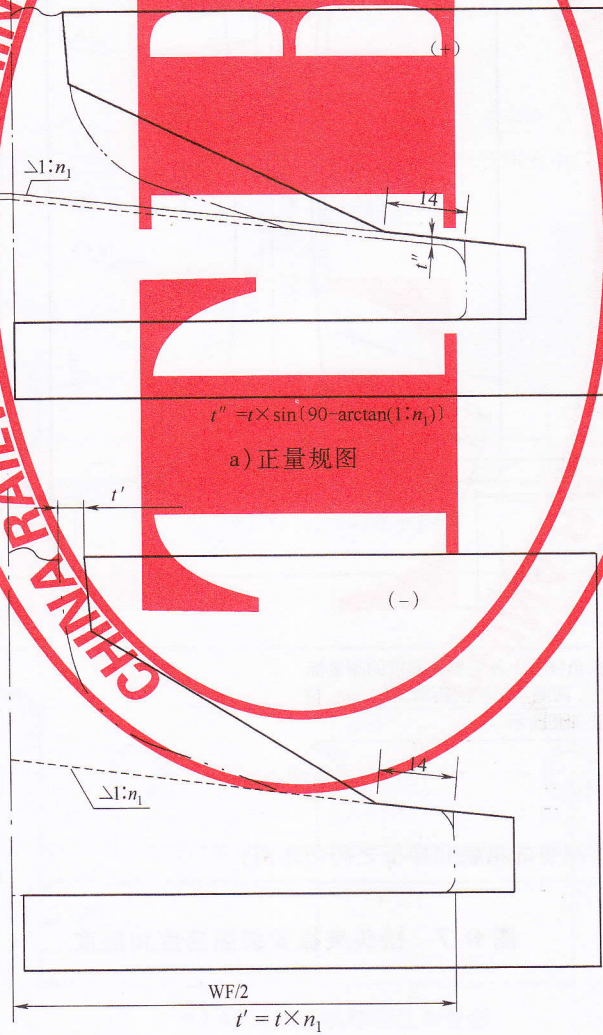 (+)
⊿1:n₁
14
t″
t″ =t×sin(90-arctan(1:n₁))
a)正量规图
t′
(-)
⊿1:n₁
14
WF/2
t′ = t×n₁
CHINA RAIL